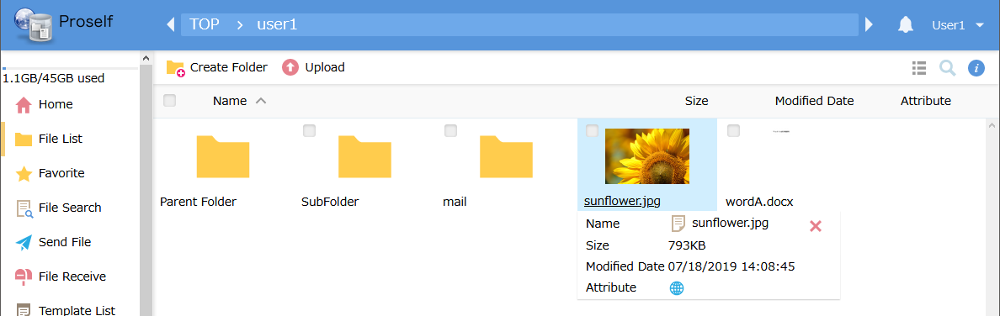 Proself
TOP > user1
User1
1.1GB/45GB used
Home
File List
Favorite
File Search
Send File
File Receive
Template List
Create Folder
Upload
Name
Size
Modified Date
Attribute
Parent Folder
SubFolder
mail
sunflower.jpg
wordA.docx
Name sunflower.jpg
Size 793KB
Modified Date 07/18/2019 14:08:45
Attribute